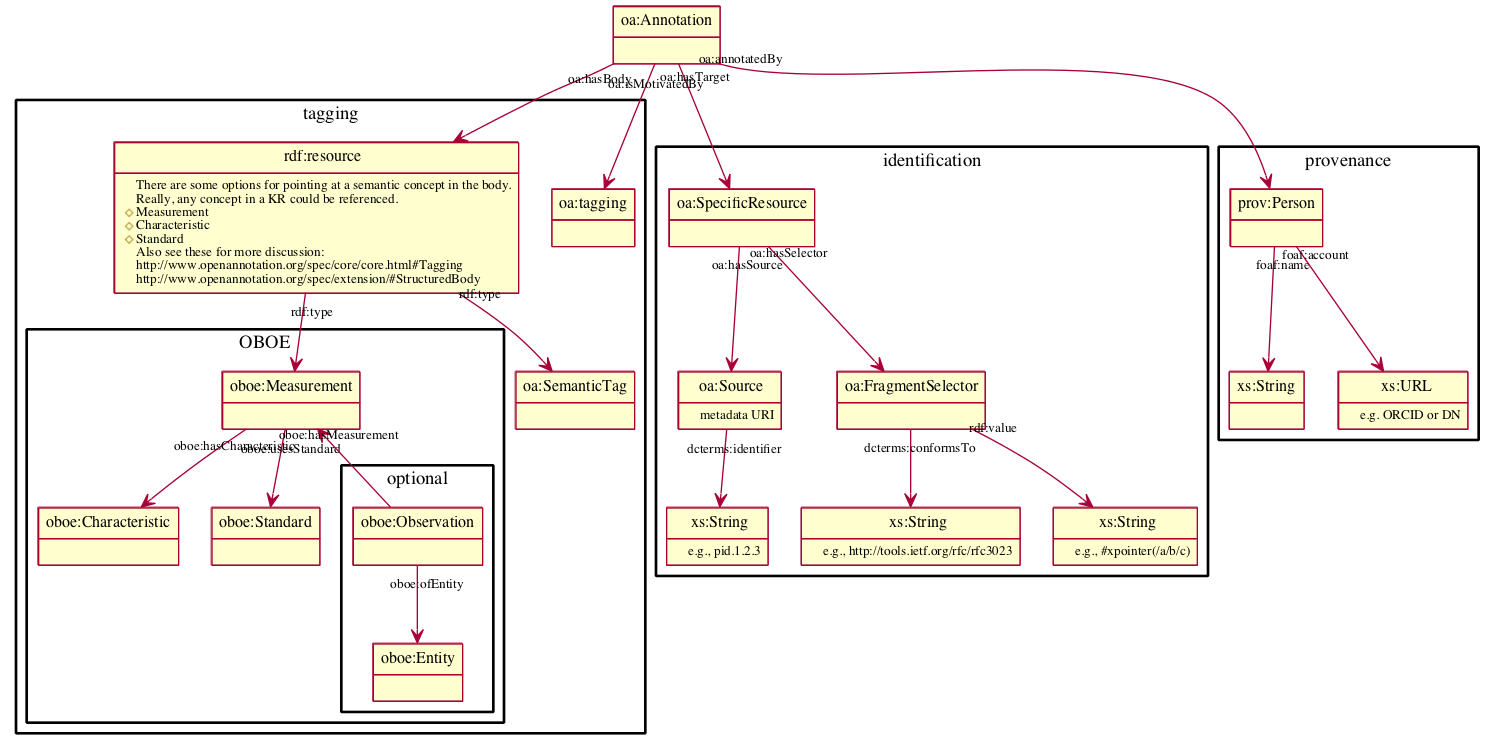 oa:Annotation
oa:annotatedBy
oa:hasBody
oa:isMotivatedBy
oa:hasTarget
tagging
rdf:resource
There are some options for pointing at a semantic concept in the body.
Really, any concept in a KR could be referenced.
Measurement
Characteristic
Standard
Also see these for more discussion:
http://www.openannotation.org/spec/core/core.html#Tagging
http://www.openannotation.org/spec/extension/#StructuredBody
oa:tagging
rdf:type
rdf:type
OBOE
oboe:Measurement
oa:SemanticTag
oboe:hasCharacteristic
oboe:usesStandard
oboe:hasMeasurement
optional
oboe:Characteristic
oboe:Standard
oboe:Observation
oboe:ofEntity
oboe:Entity
identification
oa:SpecificResource
oa:hasSource
oa:hasSelector
oa:Source
metadata URI
oa:FragmentSelector
dcterms:identifier
dcterms:conformsTo
rdf:value
xs:String
e.g., pid.1.2.3
xs:String
e.g., http://tools.ietf.org/rfc/rfc3023
xs:String
e.g., #xpointer(/a/b/c)
provenance
prov:Person
foaf:name
foaf:account
xs:String
xs:URL
e.g. ORCID or DN